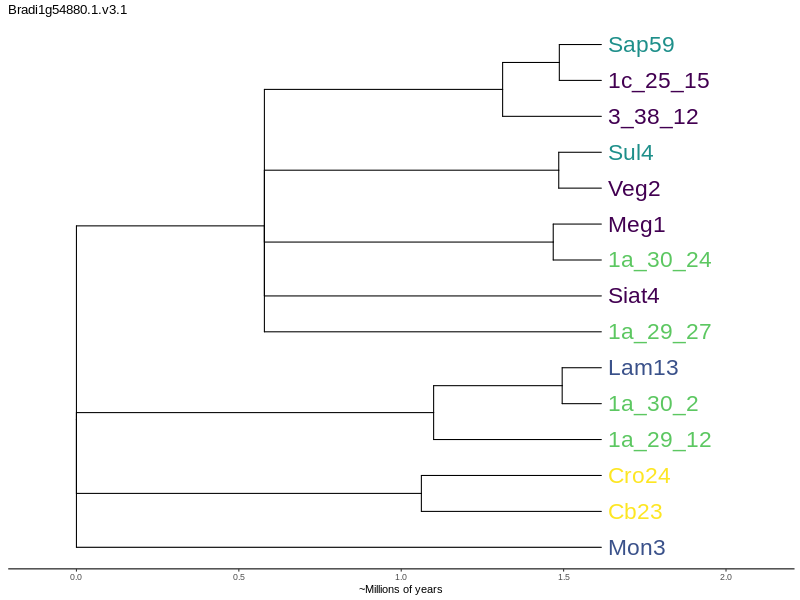 Bradi1g54880.1.v3.1
Sap59
1c_25_15
3_38_12
Sul4
Veg2
Meg1
1a_30_24
Siat4
1a_29_27
Lam13
1a_30_2
1a_29_12
Cro24
Cb23
Mon3
0.0 0.5 1.0 1.5 2.0
~Millions of years